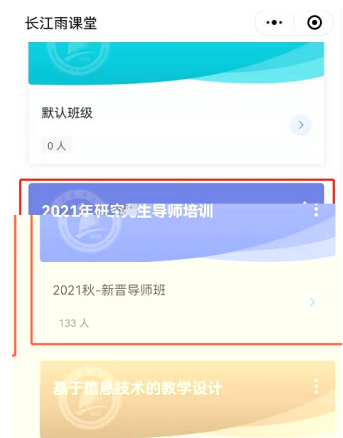 长江雨课堂
默认班级
0 人
2021年研究生导师培训
2021秋-新晋导师班
133 人
基于信息技术的教学设计